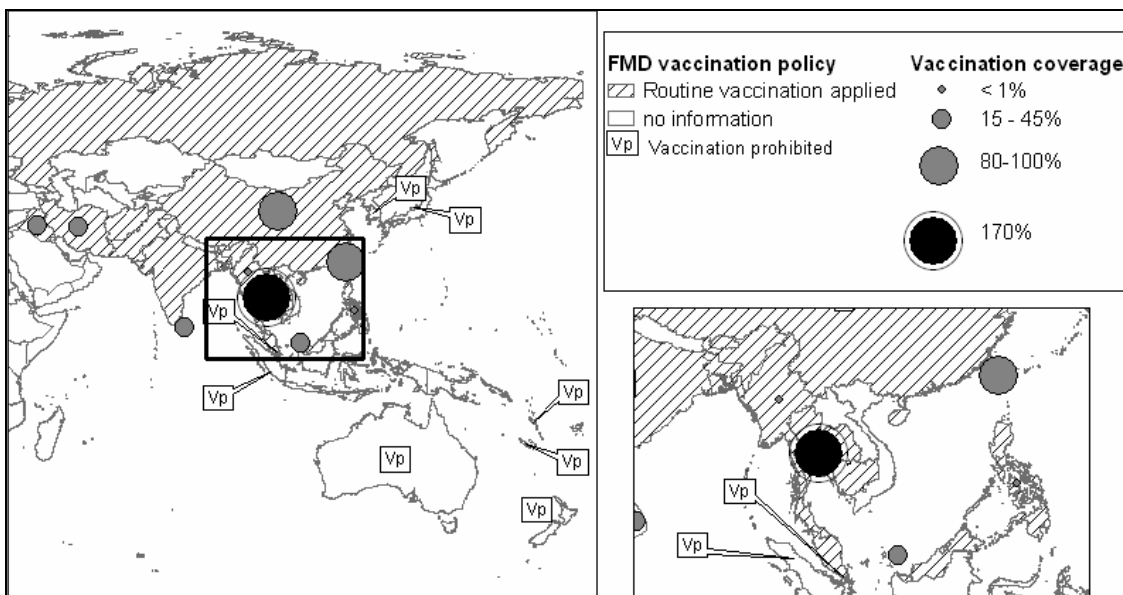 FMD vaccination policy
Vaccination coverage
Routine vaccination applied
< 1%
no information
15 - 45%
Vp Vaccination prohibited
80-100%
170%
Vp
Vp
Vp
Vp
Vp
Vp
Vp
Vp
Vp
Vp